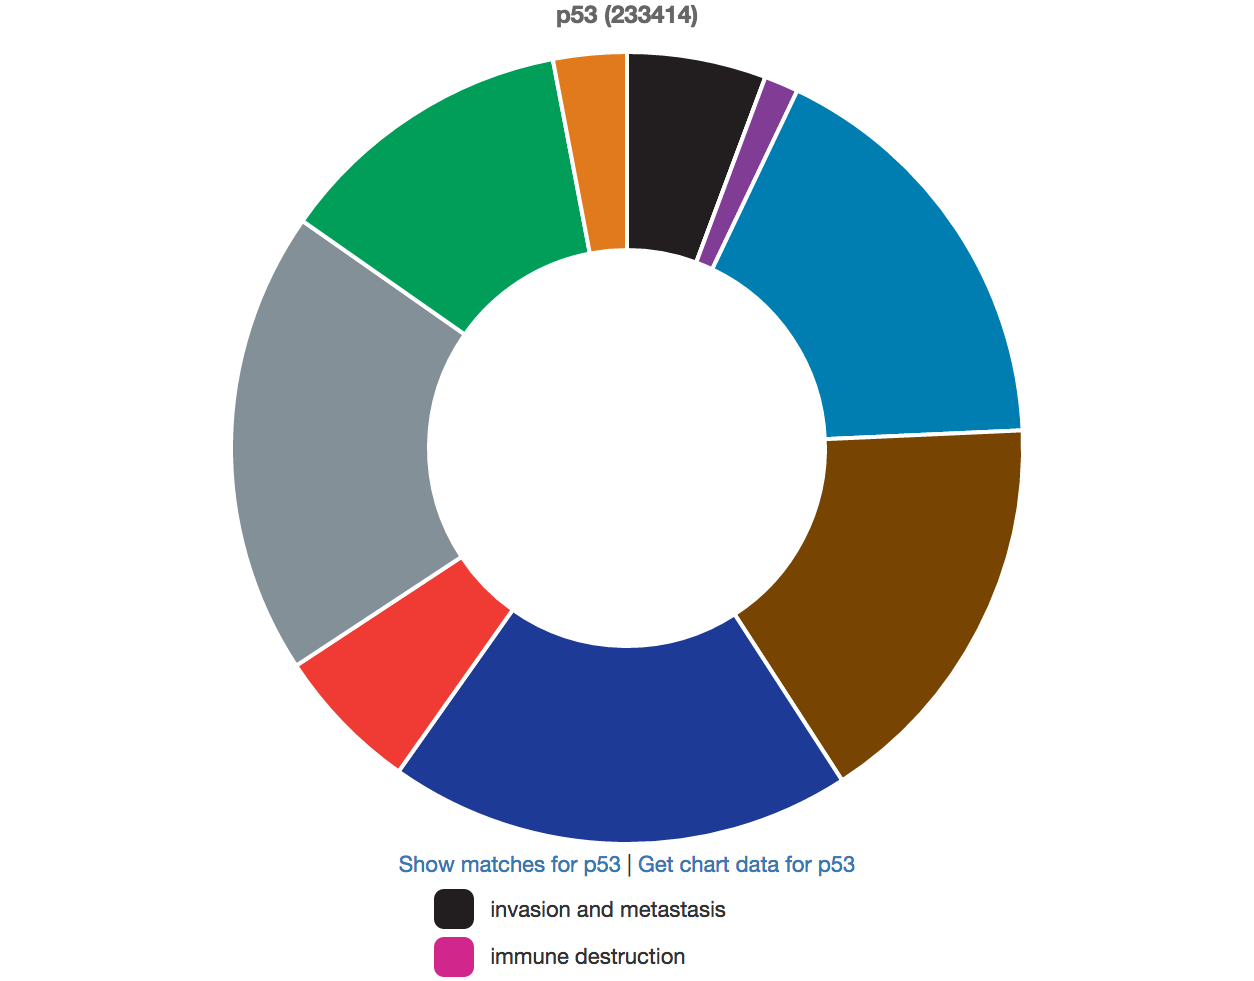 p53 (233414)
Show matches for p53 | Get chart data for p53
invasion and metastasis
immune destruction